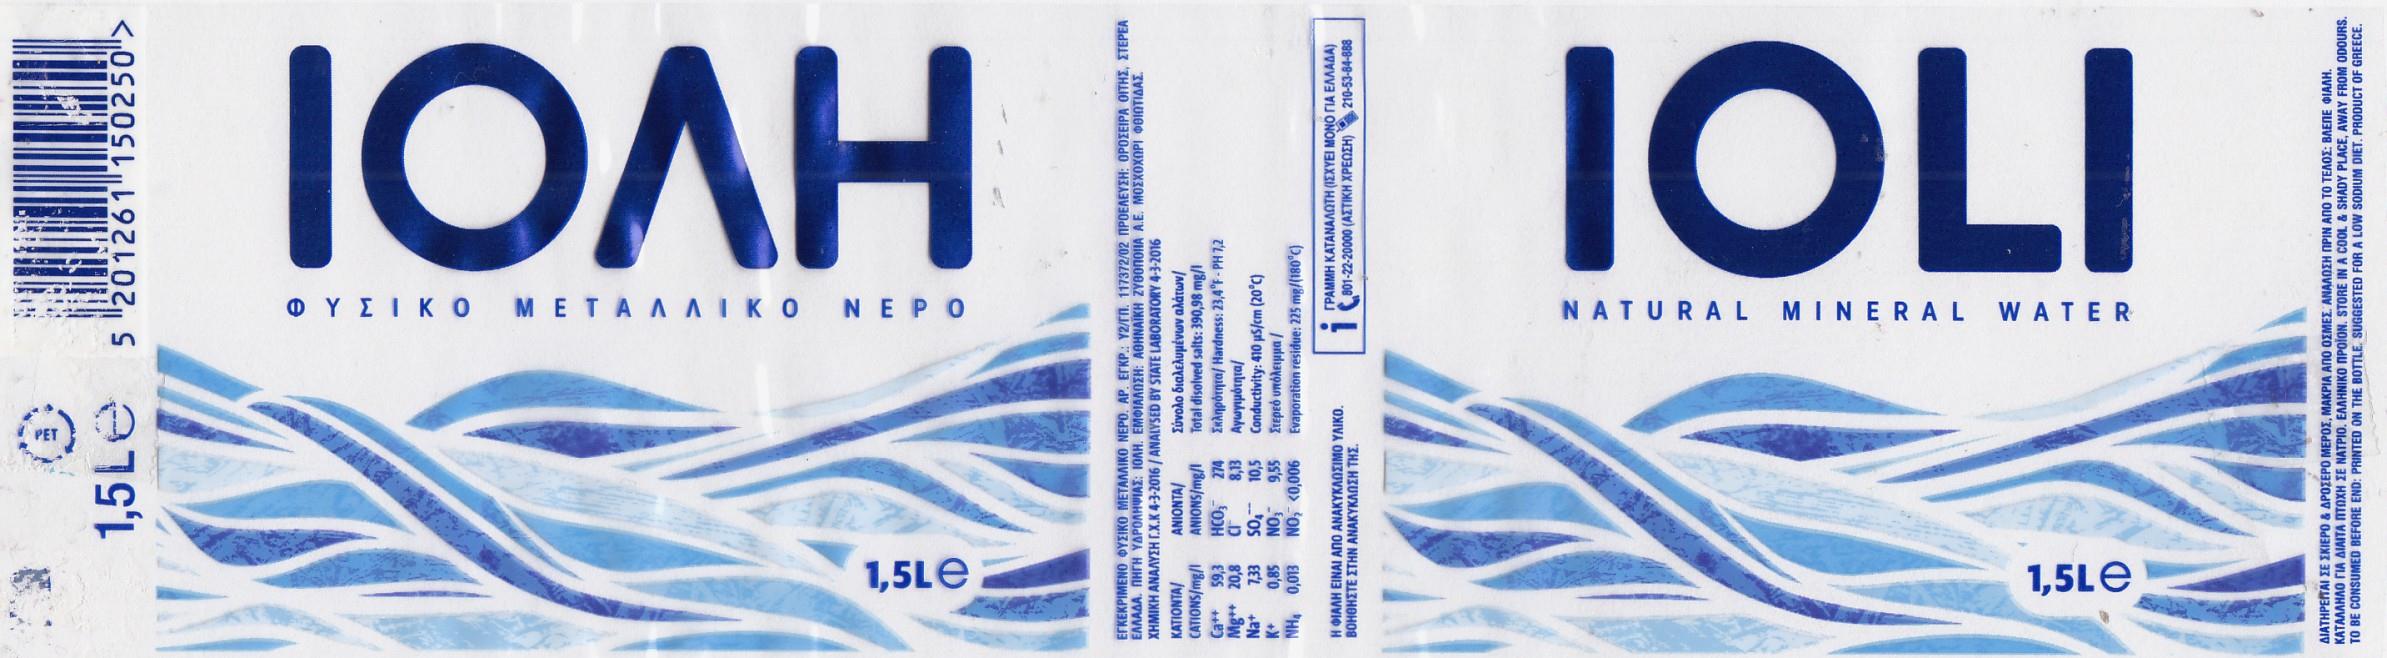 5 201261 150250 >
PET
1,5 L e
ΙΟΛΗ
ΦΥΣΙΚΟ ΜΕΤΑΛΛΙΚΟ ΝΕΡΟ
1,5L e
ΕΓΚΕΚΡΙΜΕΝΟ ΦΥΣΙΚΟ ΜΕΤΑΛΛΙΚΟ ΝΕΡΟ. ΑΡ. ΕΓΚΡ.: Υ2/ΓΠ. 117372/02 ΠΡΟΕΛΕΥΣΗ: ΟΡΟΣΕΙΡΑ ΟΙΤΗΣ, ΣΤΕΡΕΑ
ΕΛΛΑΔΑ. ΠΗΓΗ ΥΔΡΟΛΗΨΙΑΣ: ΙΟΛΗ. ΕΜΦΙΑΛΩΣΗ: ΑΘΗΝΑΪΚΗ ΖΥΘΟΠΟΙΙΑ Α.Ε. ΜΟΣΧΟΧΩΡΙ ΦΘΙΩΤΙΔΑΣ.
ΧΗΜΙΚΗ ΑΝΑΛΥΣΗ Γ.Χ.Κ 4-3-2016 / ANALYSED BY STATE LABORATORY 4-3-2016
ΚΑΤΙΟΝΤΑ/ ΑΝΙΟΝΤΑ/ Σύνολο διαλελυμένων αλάτων/
CATIONS/mg/l ANIONS/mg/l Total dissolved salts: 390,98 mg/l
Ca++ 59,3 HCO3- 274 Σκληρότητα/ Hardness: 23,4°F - PH 7,2
Mg++ 20,8 Cl- 8,13 Αγωγιμότητα/
Na+ 7,33 SO4-- 10,5 Conductivity: 410 μS/cm (20°C)
K+ 0,85 NO3- 9,55 Στερεό υπόλειμμα /
NH4 0,013 NO2- <0,006 Evaporation residue: 225 mg/l(180°C)
Η ΦΙΑΛΗ ΕΙΝΑΙ ΑΠΟ ΑΝΑΚΥΚΛΩΣΙΜΟ ΥΛΙΚΟ.
ΒΟΗΘΗΣΤΕ ΣΤΗΝ ΑΝΑΚΥΚΛΩΣΗ ΤΗΣ.
i ΓΡΑΜΜΗ ΚΑΤΑΝΑΛΩΤΗ (ΙΣΧΥΕΙ ΜΟΝΟ ΓΙΑ ΕΛΛΑΔΑ)
801-22-20000 (ΑΣΤΙΚΗ ΧΡΕΩΣΗ) 210-53-84-888
IOLI
NATURAL MINERAL WATER
1,5L e
ΔΙΑΤΗΡΕΙΤΑΙ ΣΕ ΣΚΙΕΡΟ & ΔΡΟΣΕΡΟ ΜΕΡΟΣ, ΜΑΚΡΙΑ ΑΠΟ ΟΣΜΕΣ. ΑΝΑΛΩΣΗ ΠΡΙΝ ΑΠΟ ΤΟ ΤΕΛΟΣ: ΒΛΕΠΕ ΦΙΑΛΗ.
ΚΑΤΑΛΛΗΛΟ ΓΙΑ ΔΙΑΙΤΑ ΠΤΩΧΗ ΣΕ ΝΑΤΡΙΟ. ΕΛΛΗΝΙΚΟ ΠΡΟΪΟΝ. STORE IN A COOL & SHADY PLACE, AWAY FROM ODOURS.
TO BE CONSUMED BEFORE END: PRINTED ON THE BOTTLE. SUGGESTED FOR A LOW SODIUM DIET. PRODUCT OF GREECE.